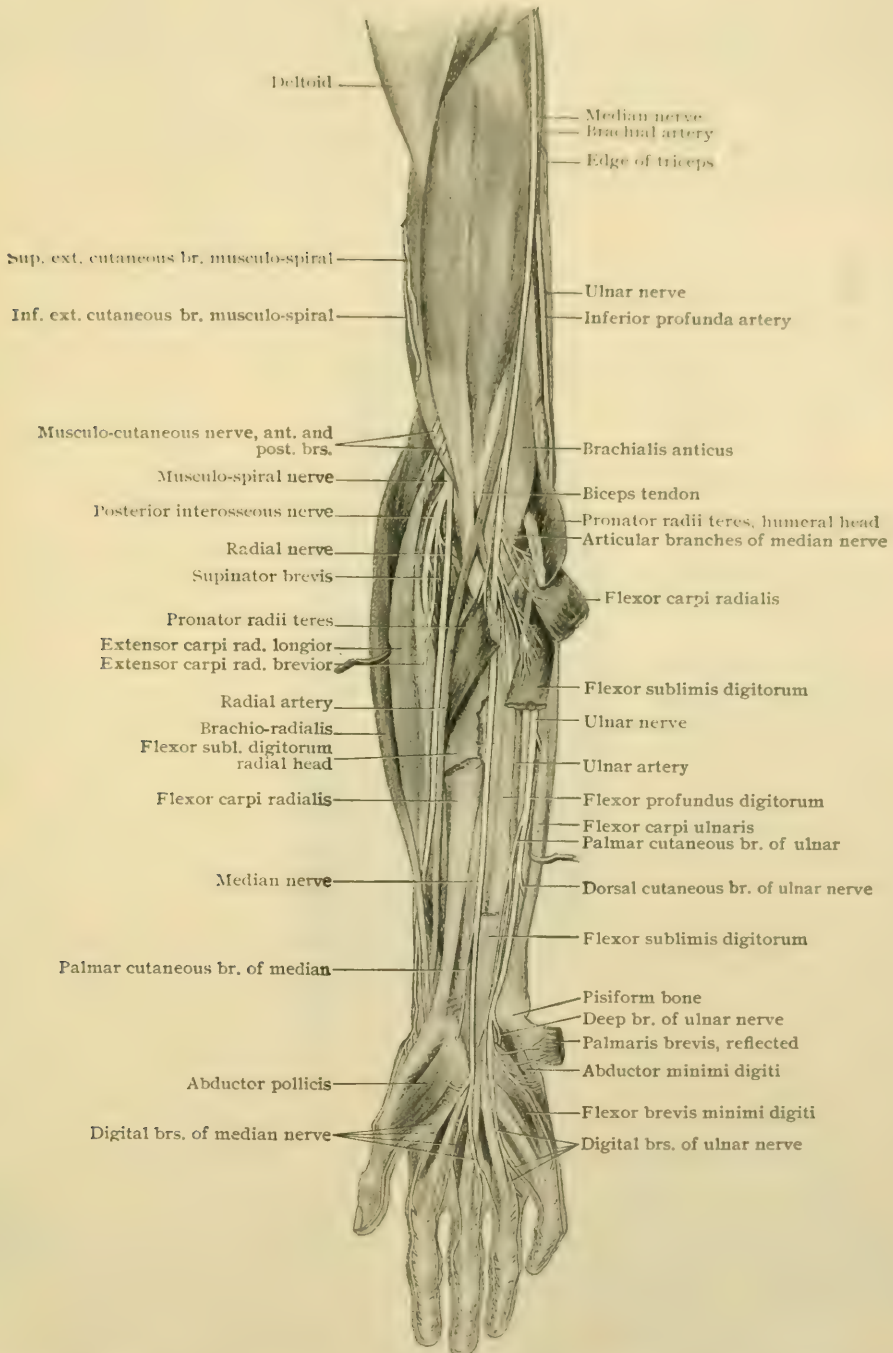 Deltoid
Median nerve
Brachial artery
Edge of triceps
Sup. ext. cutaneous br. musculo-spiral
Ulnar nerve
Inf. ext. cutaneous br. musculo-spiral
Inferior profunda artery
Musculo-cutaneous nerve, ant. and
post. brs.
Brachialis anticus
Musculo-spiral nerve
Biceps tendon
Posterior interosseous nerve
Pronator radii teres, humeral head
Articular branches of median nerve
Radial nerve
Supinator brevis
Flexor carpi radialis
Pronator radii teres
Extensor carpi rad. longior
Extensor carpi rad. brevior
Flexor sublimis digitorum
Radial artery
Ulnar nerve
Brachio-radialis
Flexor subl. digitorum
radial head
Ulnar artery
Flexor carpi radialis
Flexor profundus digitorum
Flexor carpi ulnaris
Palmar cutaneous br. of ulnar
Median nerve
Dorsal cutaneous br. of ulnar nerve
Flexor sublimis digitorum
Palmar cutaneous br. of median
Pisiform bone
Deep br. of ulnar nerve
Palmaris brevis, reflected
Abductor minimi digiti
Abductor pollicis
Flexor brevis minimi digiti
Digital brs. of median nerve
Digital brs. of ulnar nerve